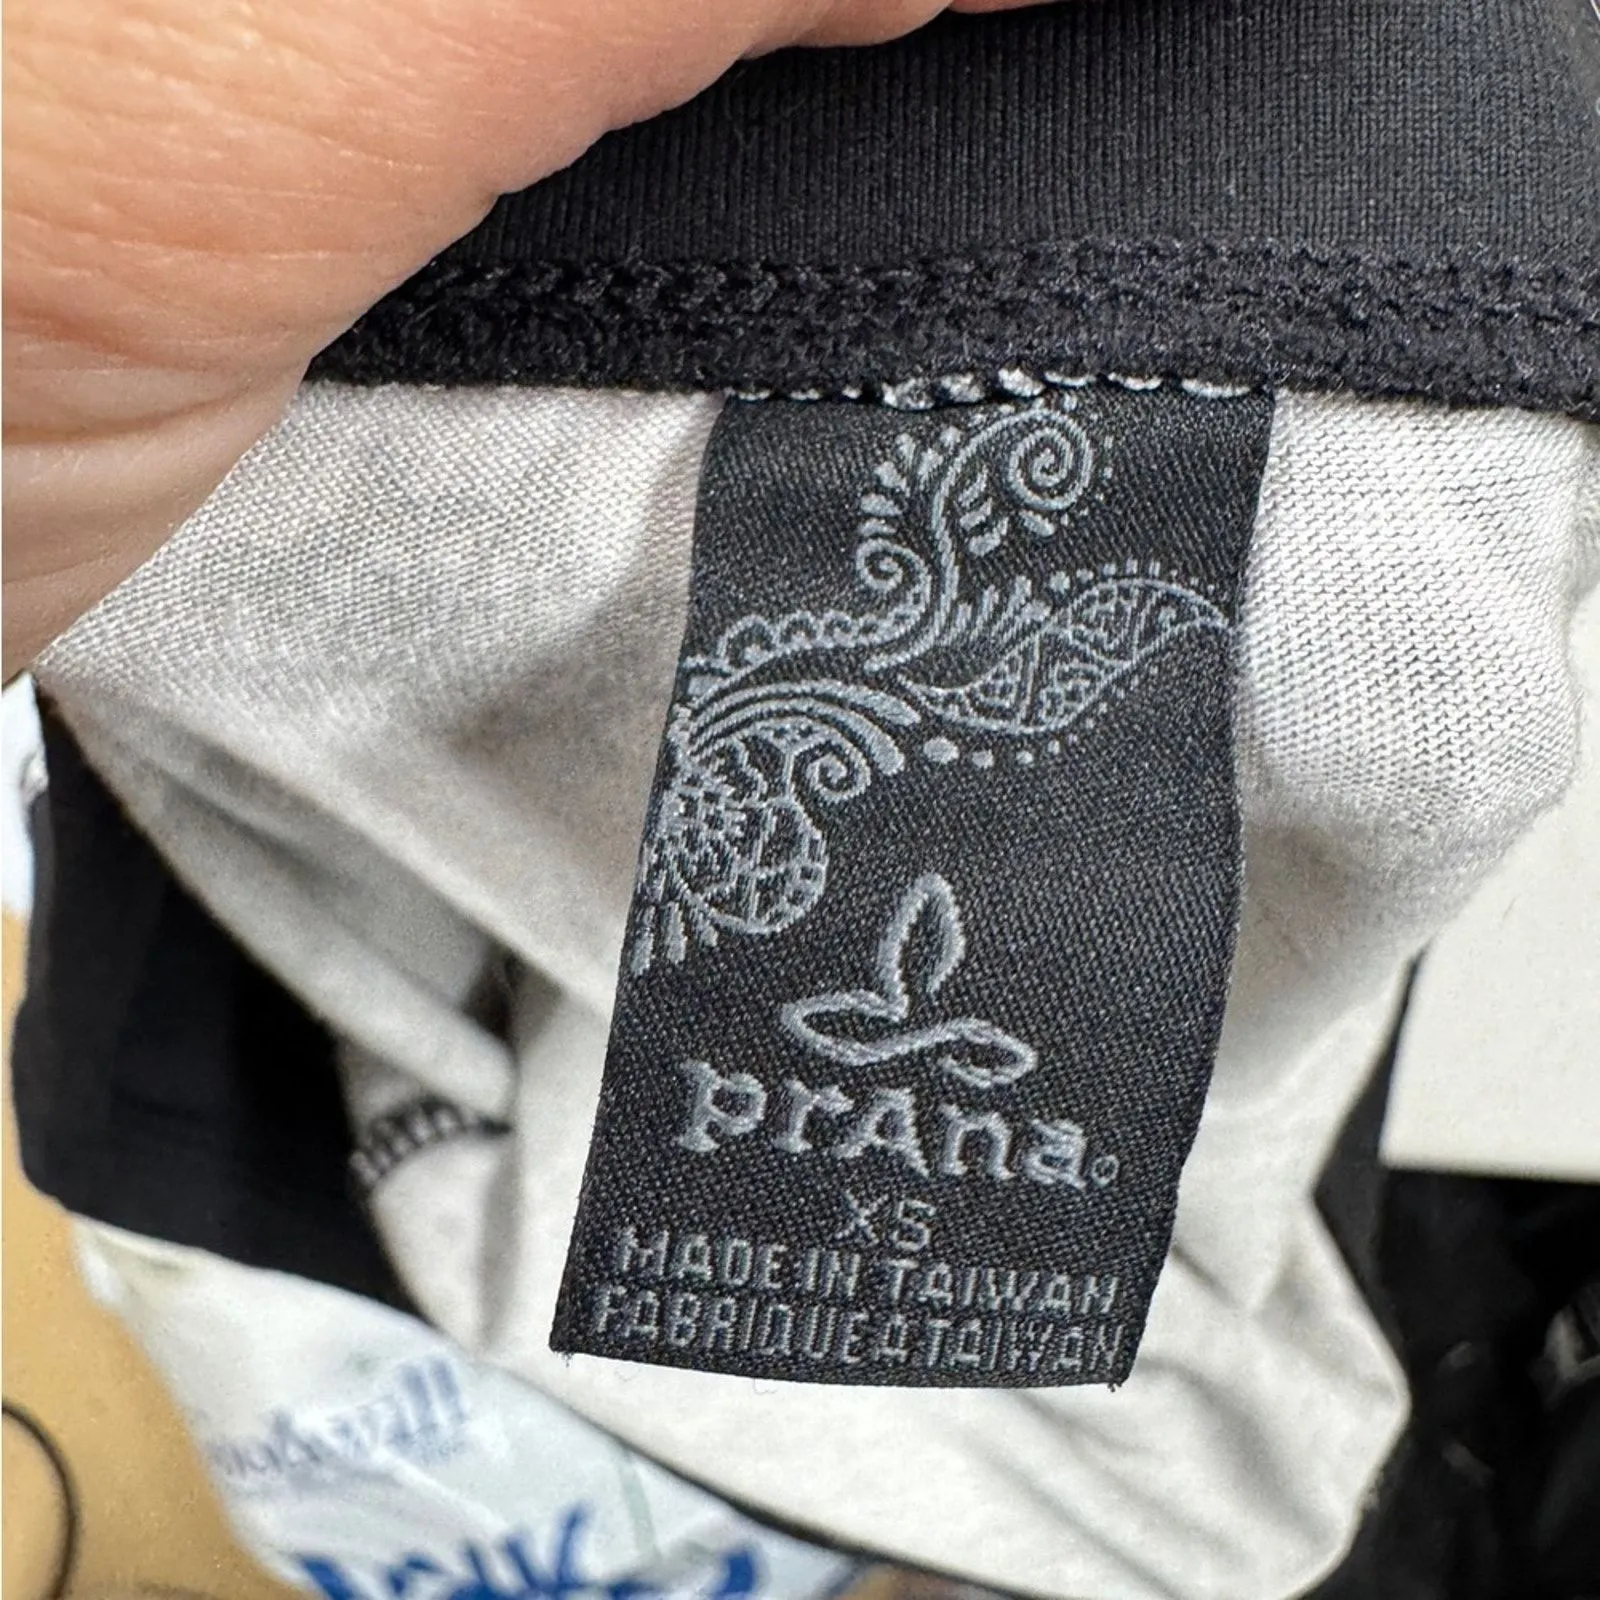 prAna
XS
MADE IN TAIWAN
FABRIQUE A TAIWAN